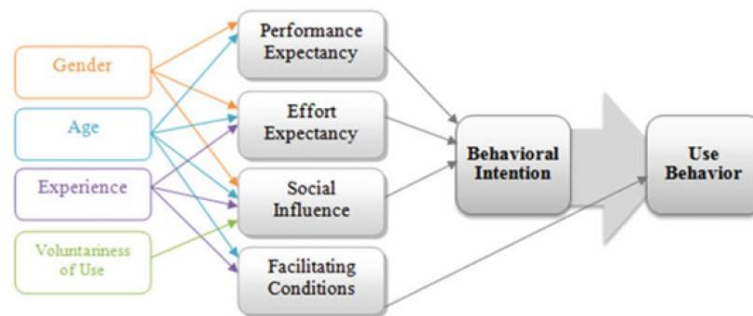 Gender
Age
Experience
Voluntariness
of Use
Performance
Expectancy
Effort
Expectancy
Social
Influence
Facilitating
Conditions
Behavioral
Intention
Use
Behavior